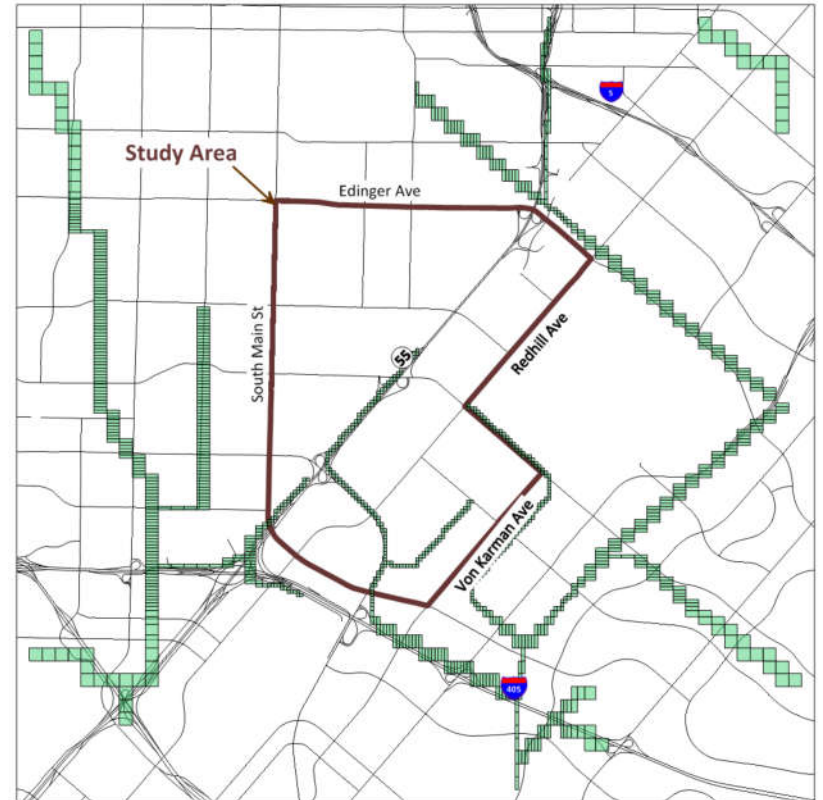 5
Study Area
Edinger Ave
South Main St
Redhill Ave
55
Von Karman Ave
405